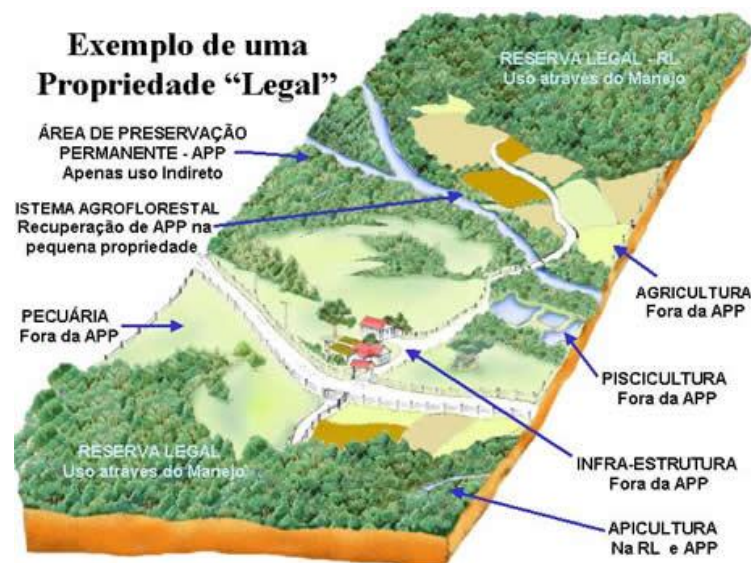 Exemplo de uma
Propriedade “Legal”
RESERVA LEGAL - RL
Uso através do Manejo
ÁREA DE PRESERVAÇÃO
PERMANENTE - APP
Apenas uso Indireto
ISTEMA AGROFLORESTAL
Recuperação de APP na
pequena propriedade
PECUÁRIA
Fora da APP
AGRICULTURA
Fora da APP
PISCICULTURA
Fora da APP
RESERVA LEGAL
Uso através do Manejo
INFRA-ESTRUTURA
Fora da APP
APICULTURA
Na RL e APP